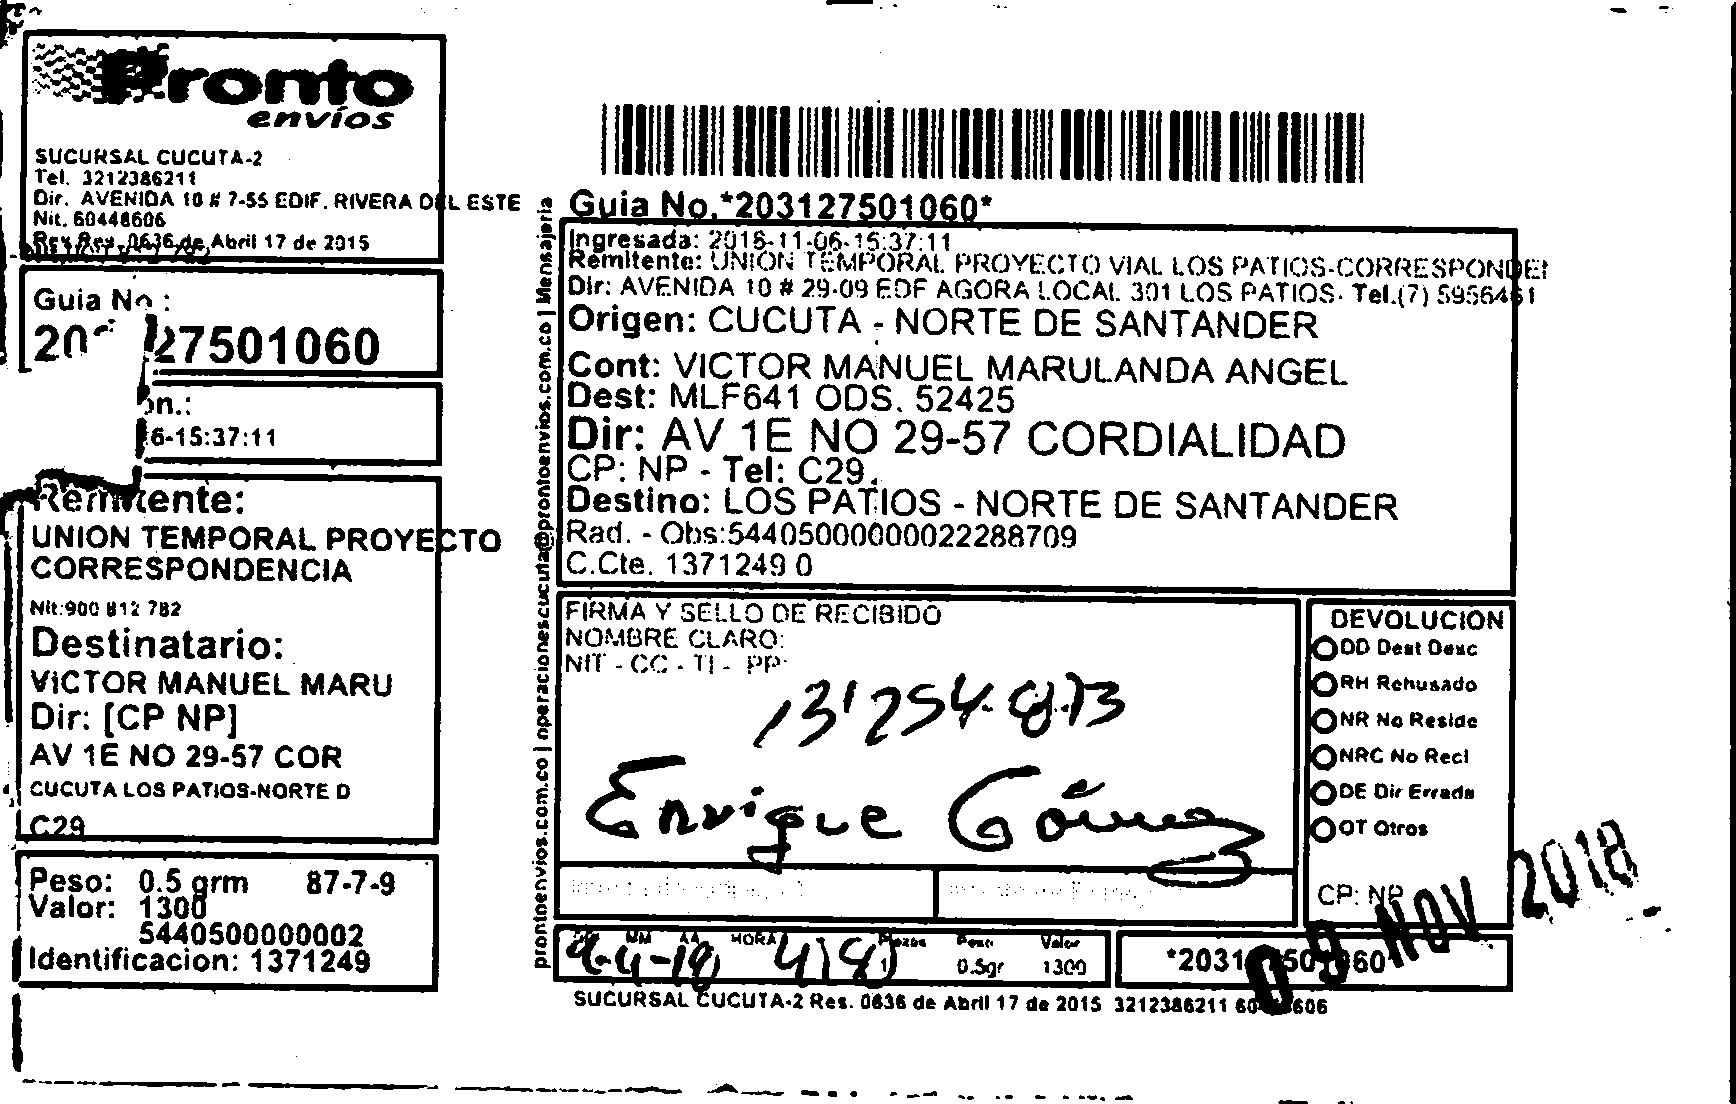 Pronto
envíos
SUCURSAL CUCUTA-2
Tel. 3212386211
Dir. AVENIDA 10 # 7-55 EDIF. RIVERA DEL ESTE
Nit. 60448606
Res 0636 de Abril 17 de 2015
Guia No :
27501060
6-15:37:11
Remitente:
UNION TEMPORAL PROYECTO
CORRESPONDENCIA
Nit:900 812 782
Destinatario:
VICTOR MANUEL MARU
Dir: [CP NP]
AV 1E NO 29-57 COR
CUCUTA LOS PATIOS-NORTE D
C29
Peso: 0.5 grm 87-7-9
Valor: 1300
5440500000002
Identificacion: 1371249
prontoenvios.com.co | operacionescucuta@prontoenvios.com.co | Mensajeria
Guia No.*203127501060*
Ingresada: 2018-11-06-15:37:11
Remitente: UNION TEMPORAL PROYECTO VIAL LOS PATIOS-CORRESPONDEN
Dir: AVENIDA 10 # 29-09 EDF AGORA LOCAL 301 LOS PATIOS- Tel.(7) 5956461
Origen: CUCUTA - NORTE DE SANTANDER
Cont: VICTOR MANUEL MARULANDA ANGEL
Dest: MLF641 ODS. 52425
Dir: AV 1E NO 29-57 CORDIALIDAD
CP: NP - Tel: C29.
Destino: LOS PATIOS - NORTE DE SANTANDER
Rad. - Obs:54405000000022288709
C.Cte. 1371249 0
FIRMA Y SELLO DE RECIBIDO
NOMBRE CLARO:
NIT - CC - TI - PP:
13'254-873
Enrique Gómez
DEVOLUCION
DD Dest Desc
RH Rehusado
NR No Reside
NRC No Recl
DE Dir Errada
OT Otros
CP: NP
09 NOV 2018
MM AA HORA Piezas Peso Valor
1 0.5gr 1300
SUCURSAL CUCUTA-2 Res. 0636 de Abril 17 de 2015 3212386211